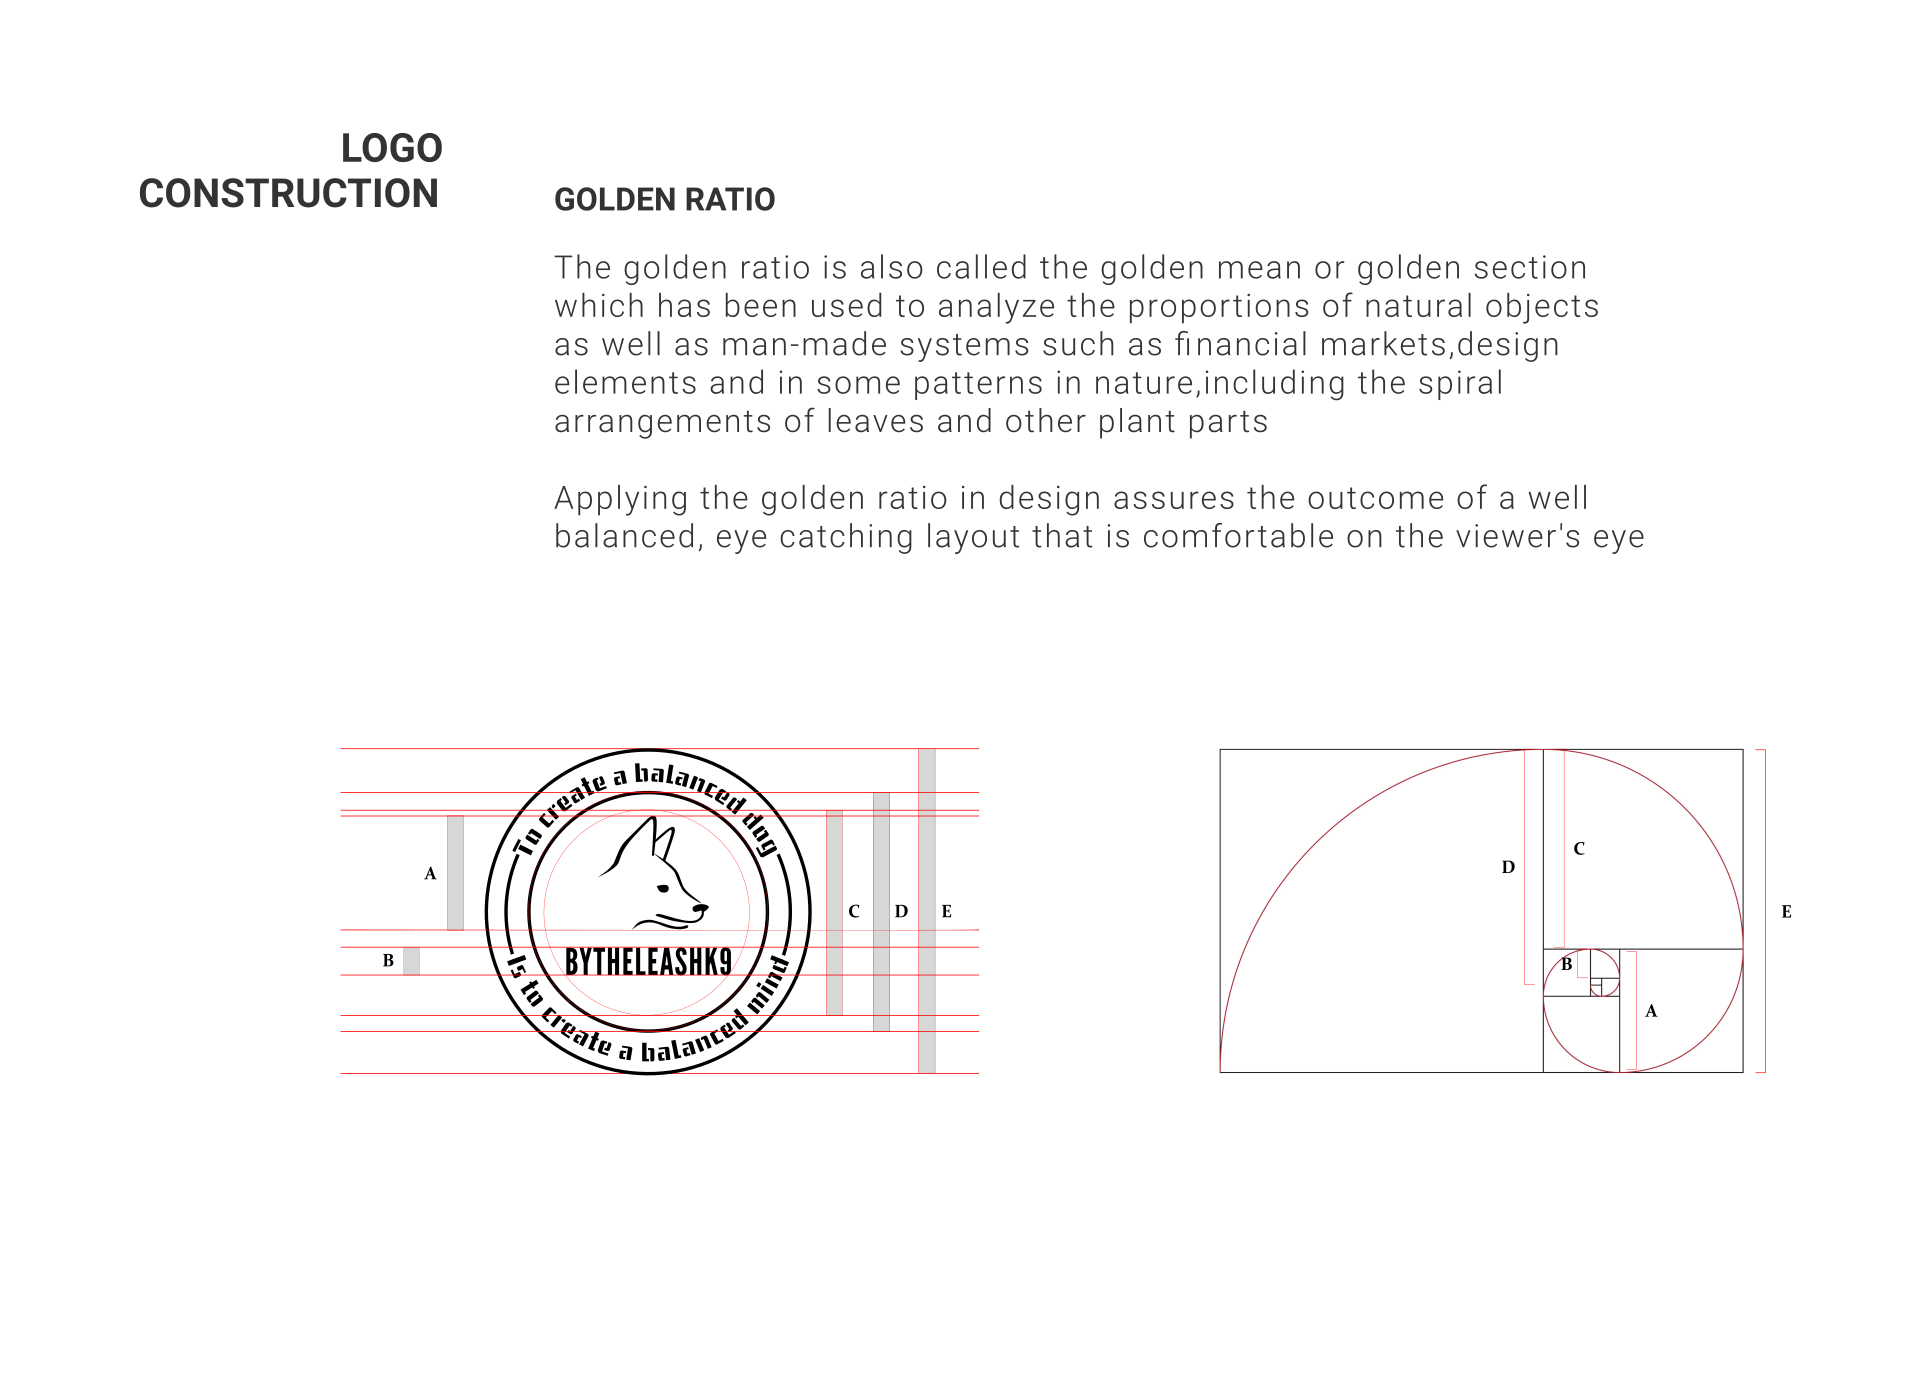 LOGO
CONSTRUCTION
GOLDEN RATIO
The golden ratio is also called the golden mean or golden section
which has been used to analyze the proportions of natural objects
as well as man-made systems such as financial markets,design
elements and in some patterns in nature,including the spiral
arrangements of leaves and other plant parts
Applying the golden ratio in design assures the outcome of a well
balanced, eye catching layout that is comfortable on the viewer's eye
To create a balanced dog
BYTHELEASHK9
Is to create a balanced mind
A
B
C
D
E
D
C
B
A
E